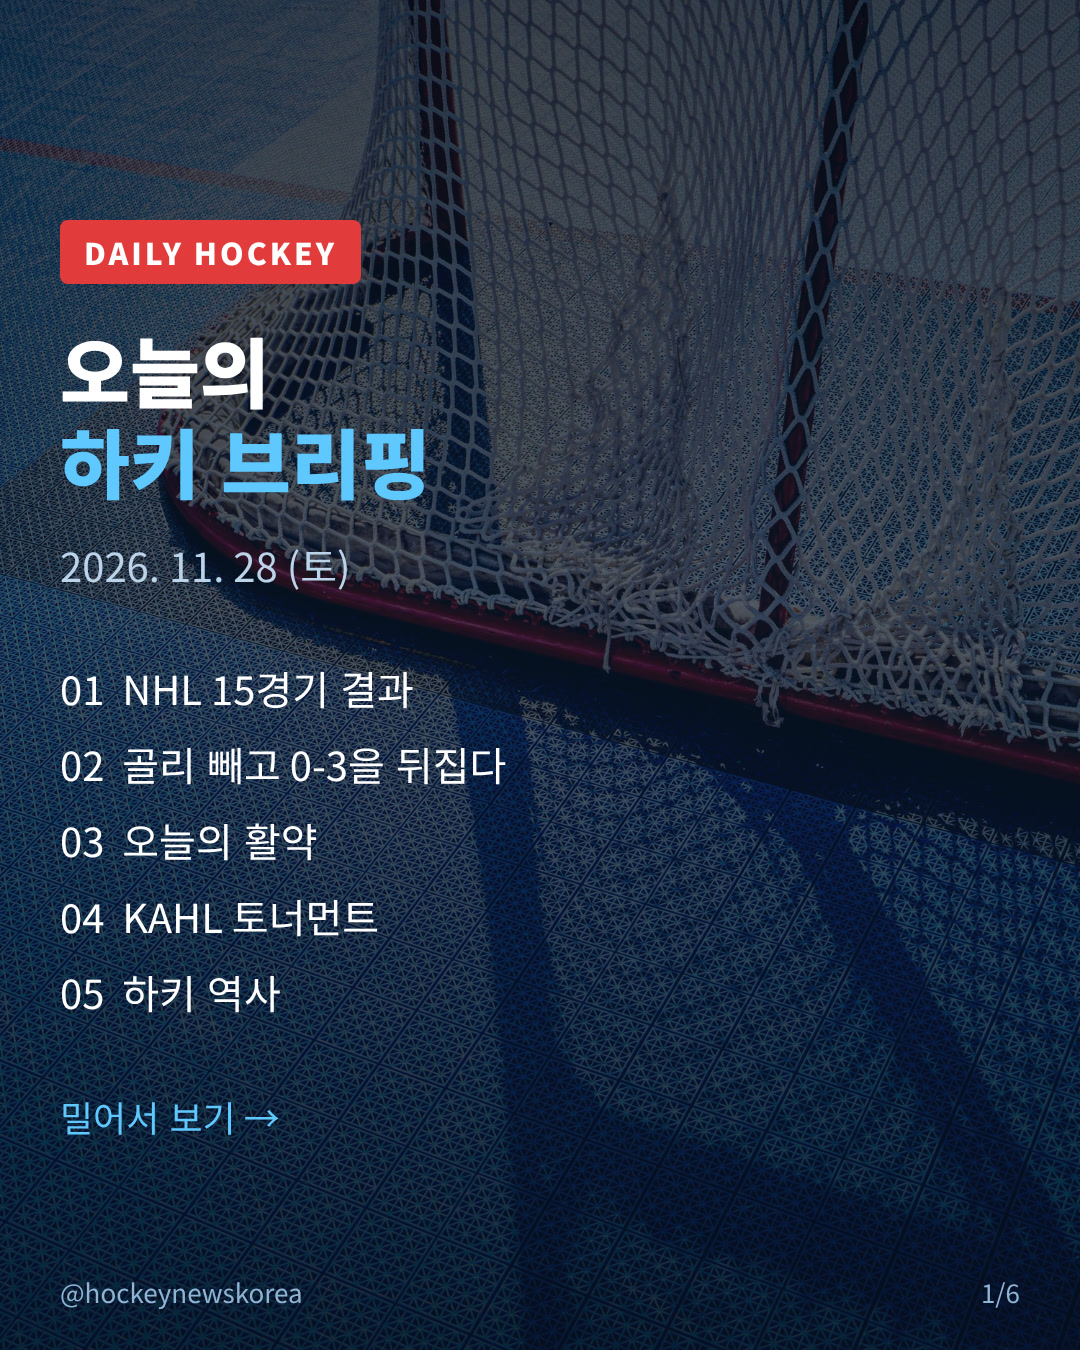 DAILY HOCKEY
오늘의
하키 브리핑
2026. 11. 28 (토)
01 NHL 15경기 결과
02 골리 빼고 0-3을 뒤집다
03 오늘의 활약
04 KAHL 토너먼트
05 하키 역사
밀어서 보기 →
@hockeynewskorea
1/6